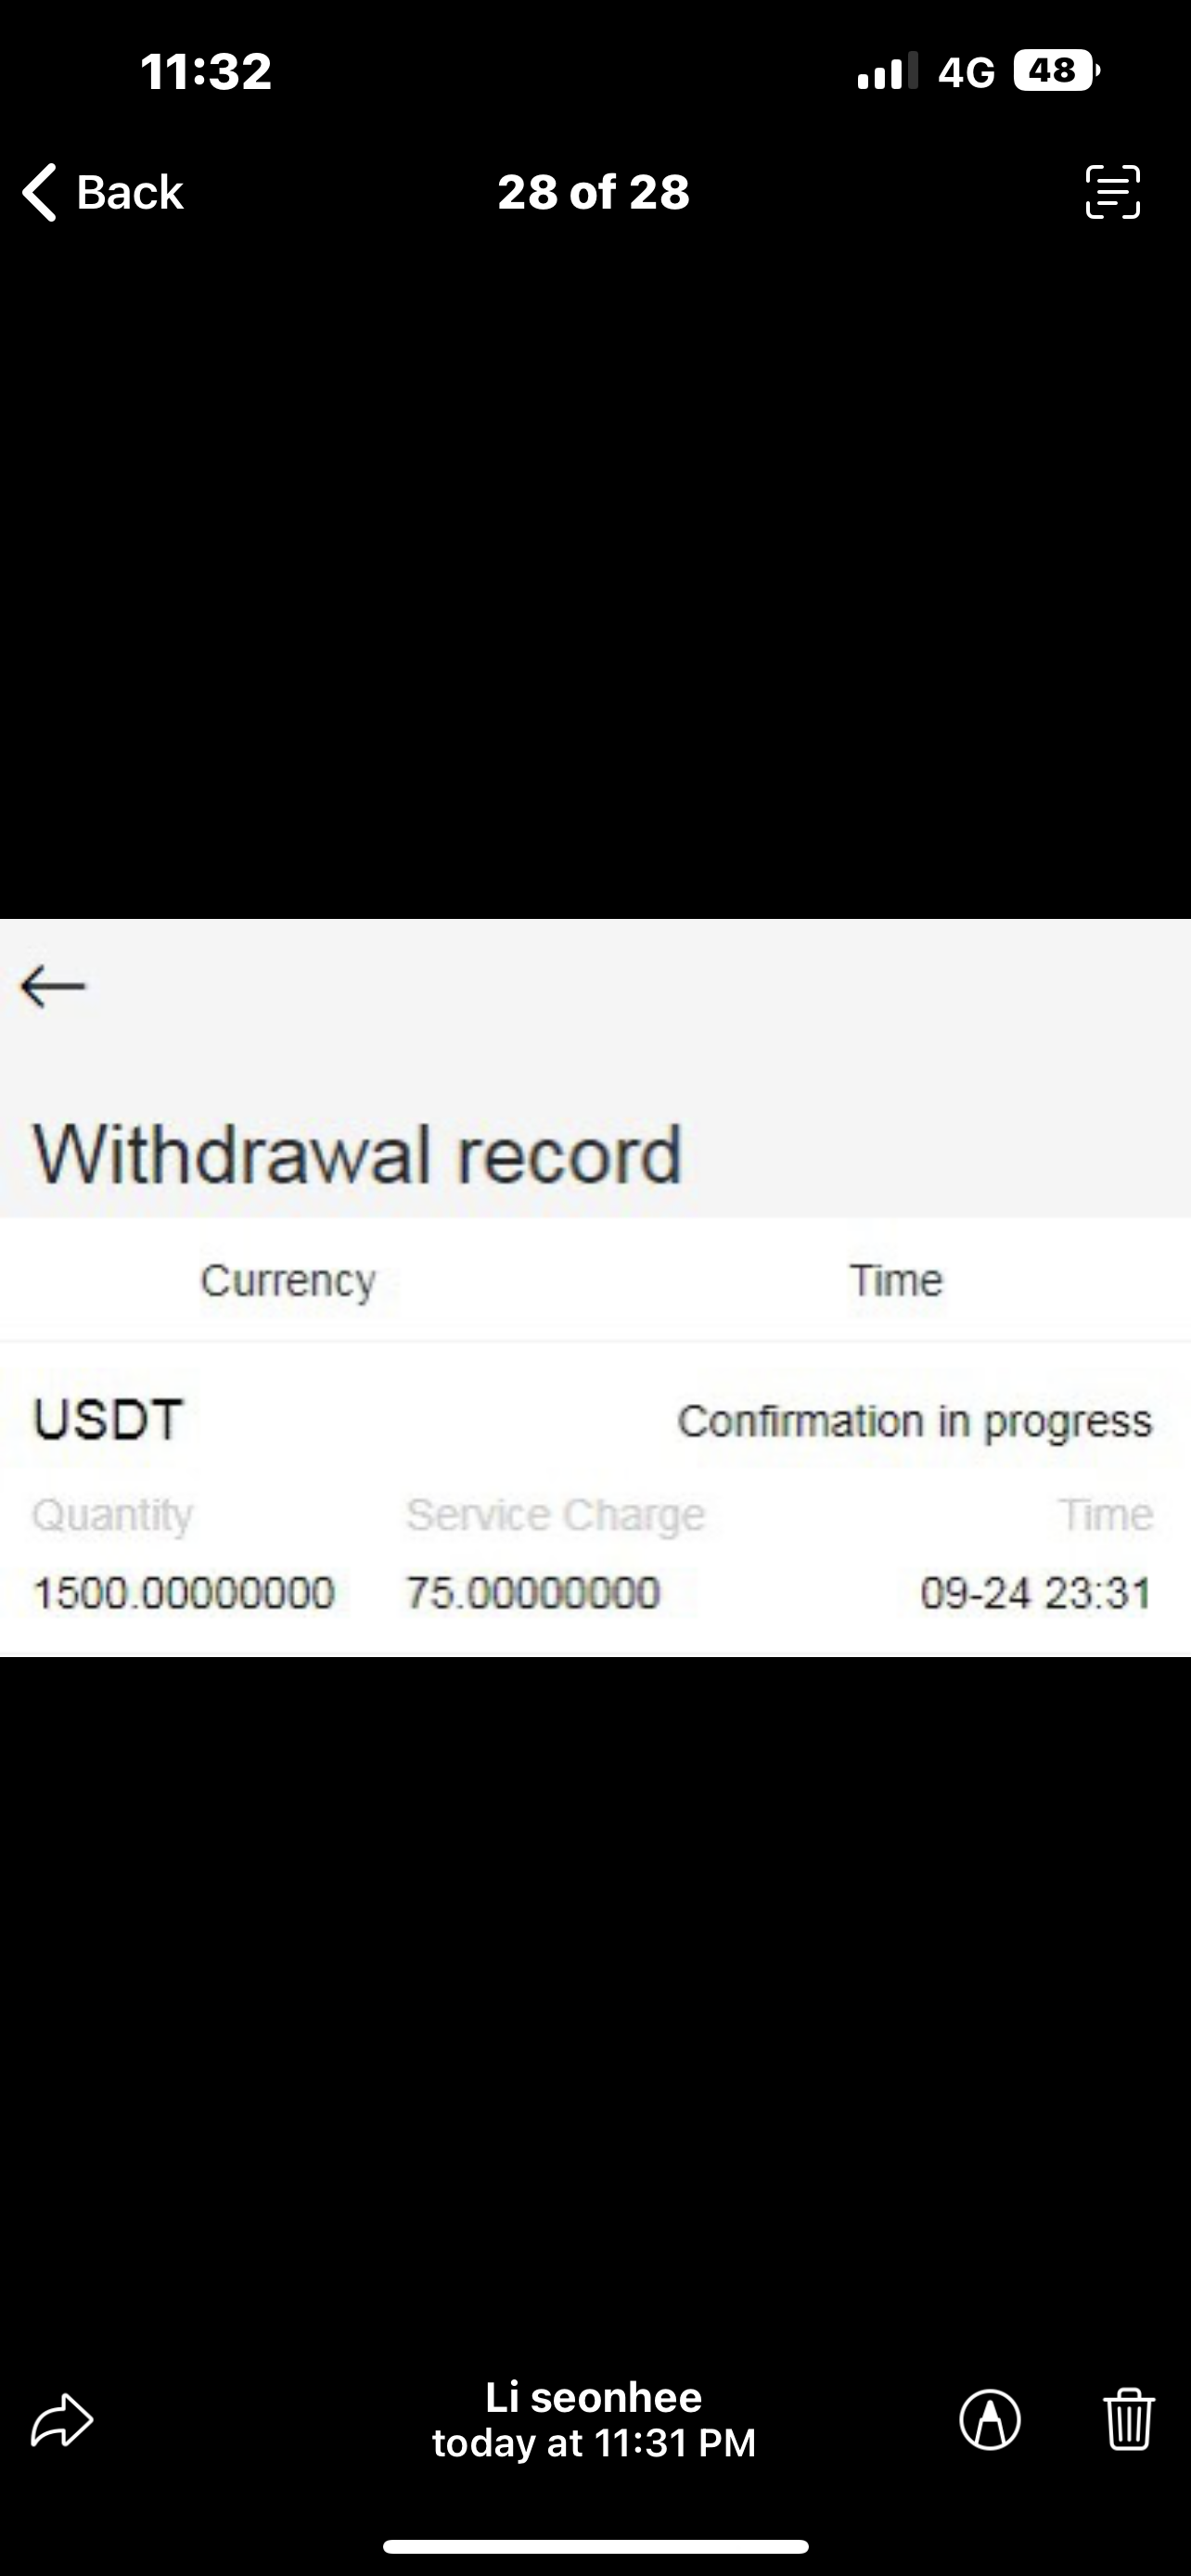 11:32
4G 48
Back
28 of 28
Withdrawal record
Currency Time
USDT Confirmation in progress
Quantity Service Charge Time
1500.00000000 75.00000000 09-24 23:31
Li seonhee
today at 11:31 PM